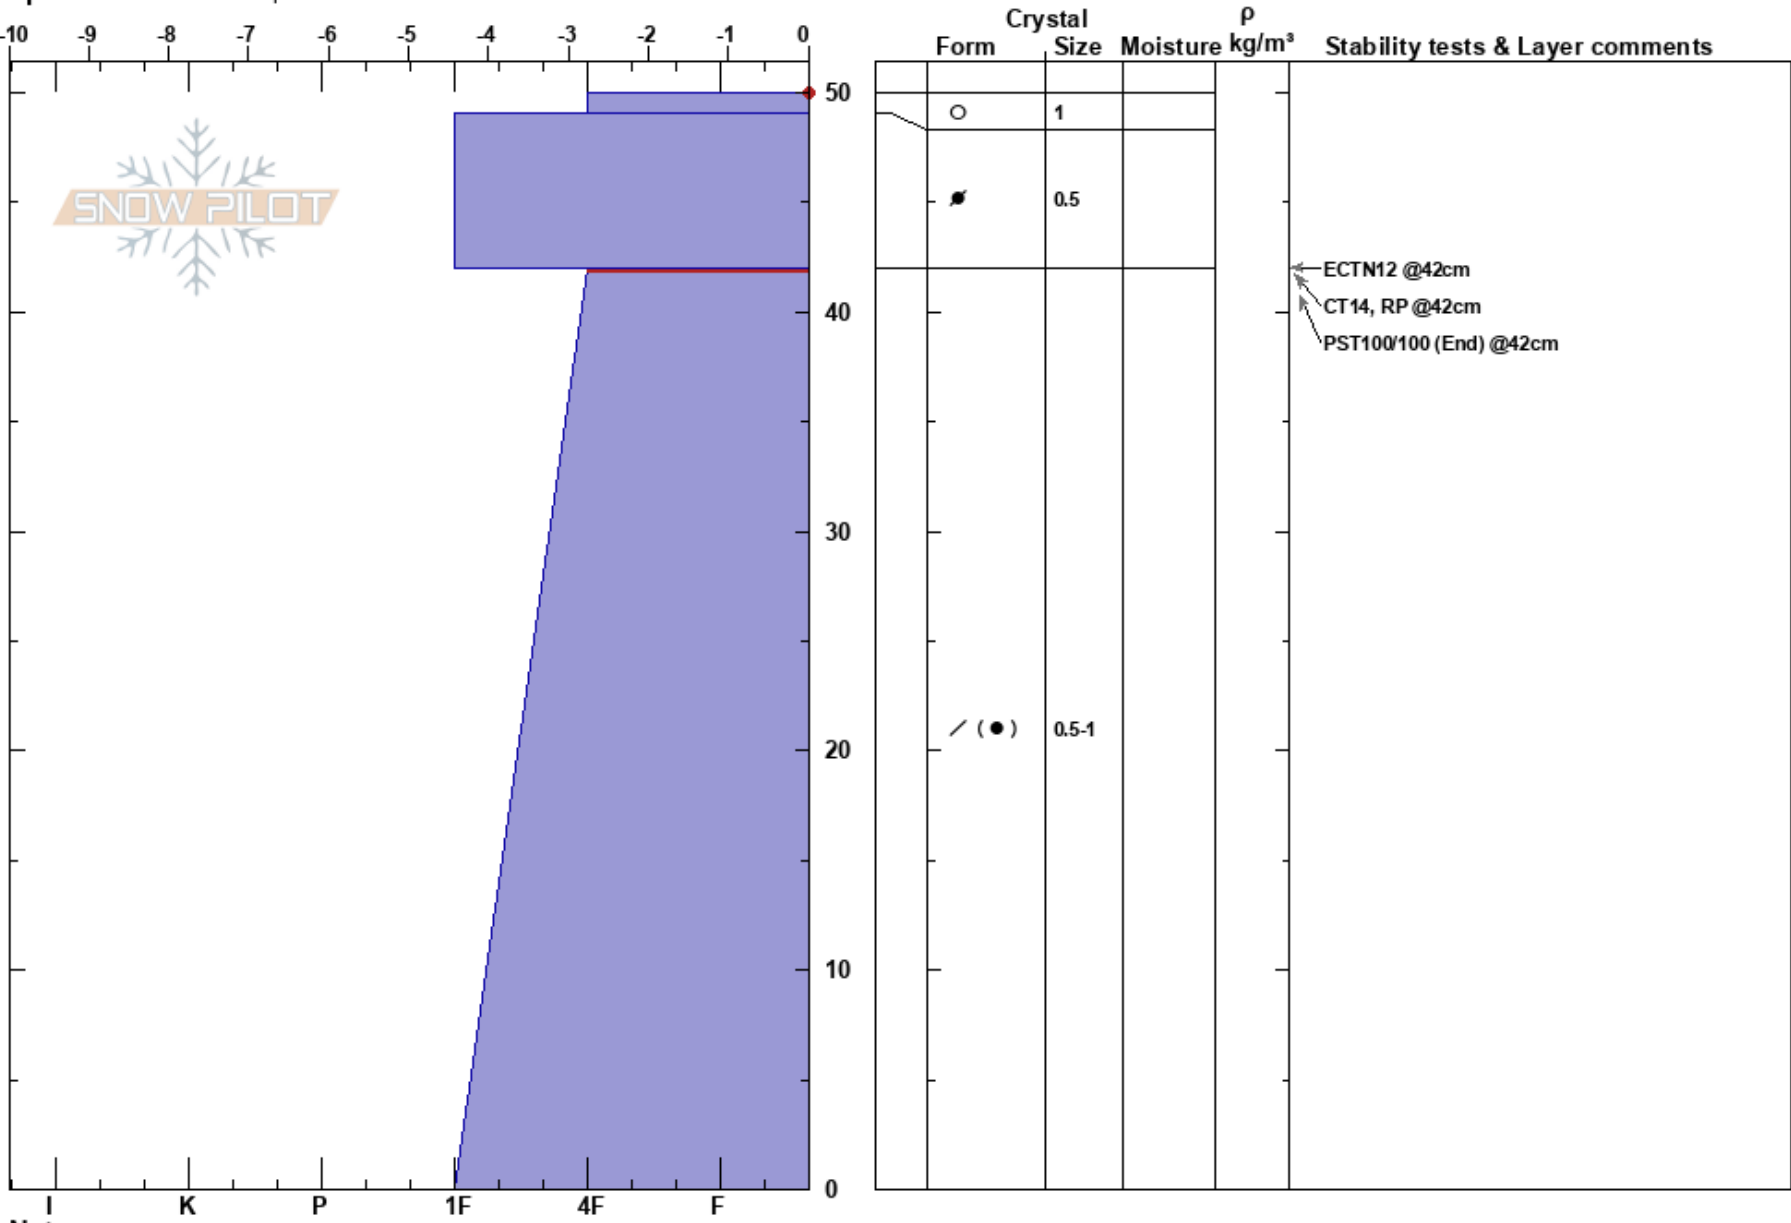 -10 -9 -8 -7 -6 -5 -4 -3 -2 -1 0
Crystal
ρ
Form Size Moisture kg/m³ Stability tests & Layer comments
50
1
SNOW PILOT
0.5
ECTN12 @42cm
40
CT14, RP @42cm
PST100/100 (End) @42cm
30
20
( ) 0.5-1
10
0
I K P 1F 4F F